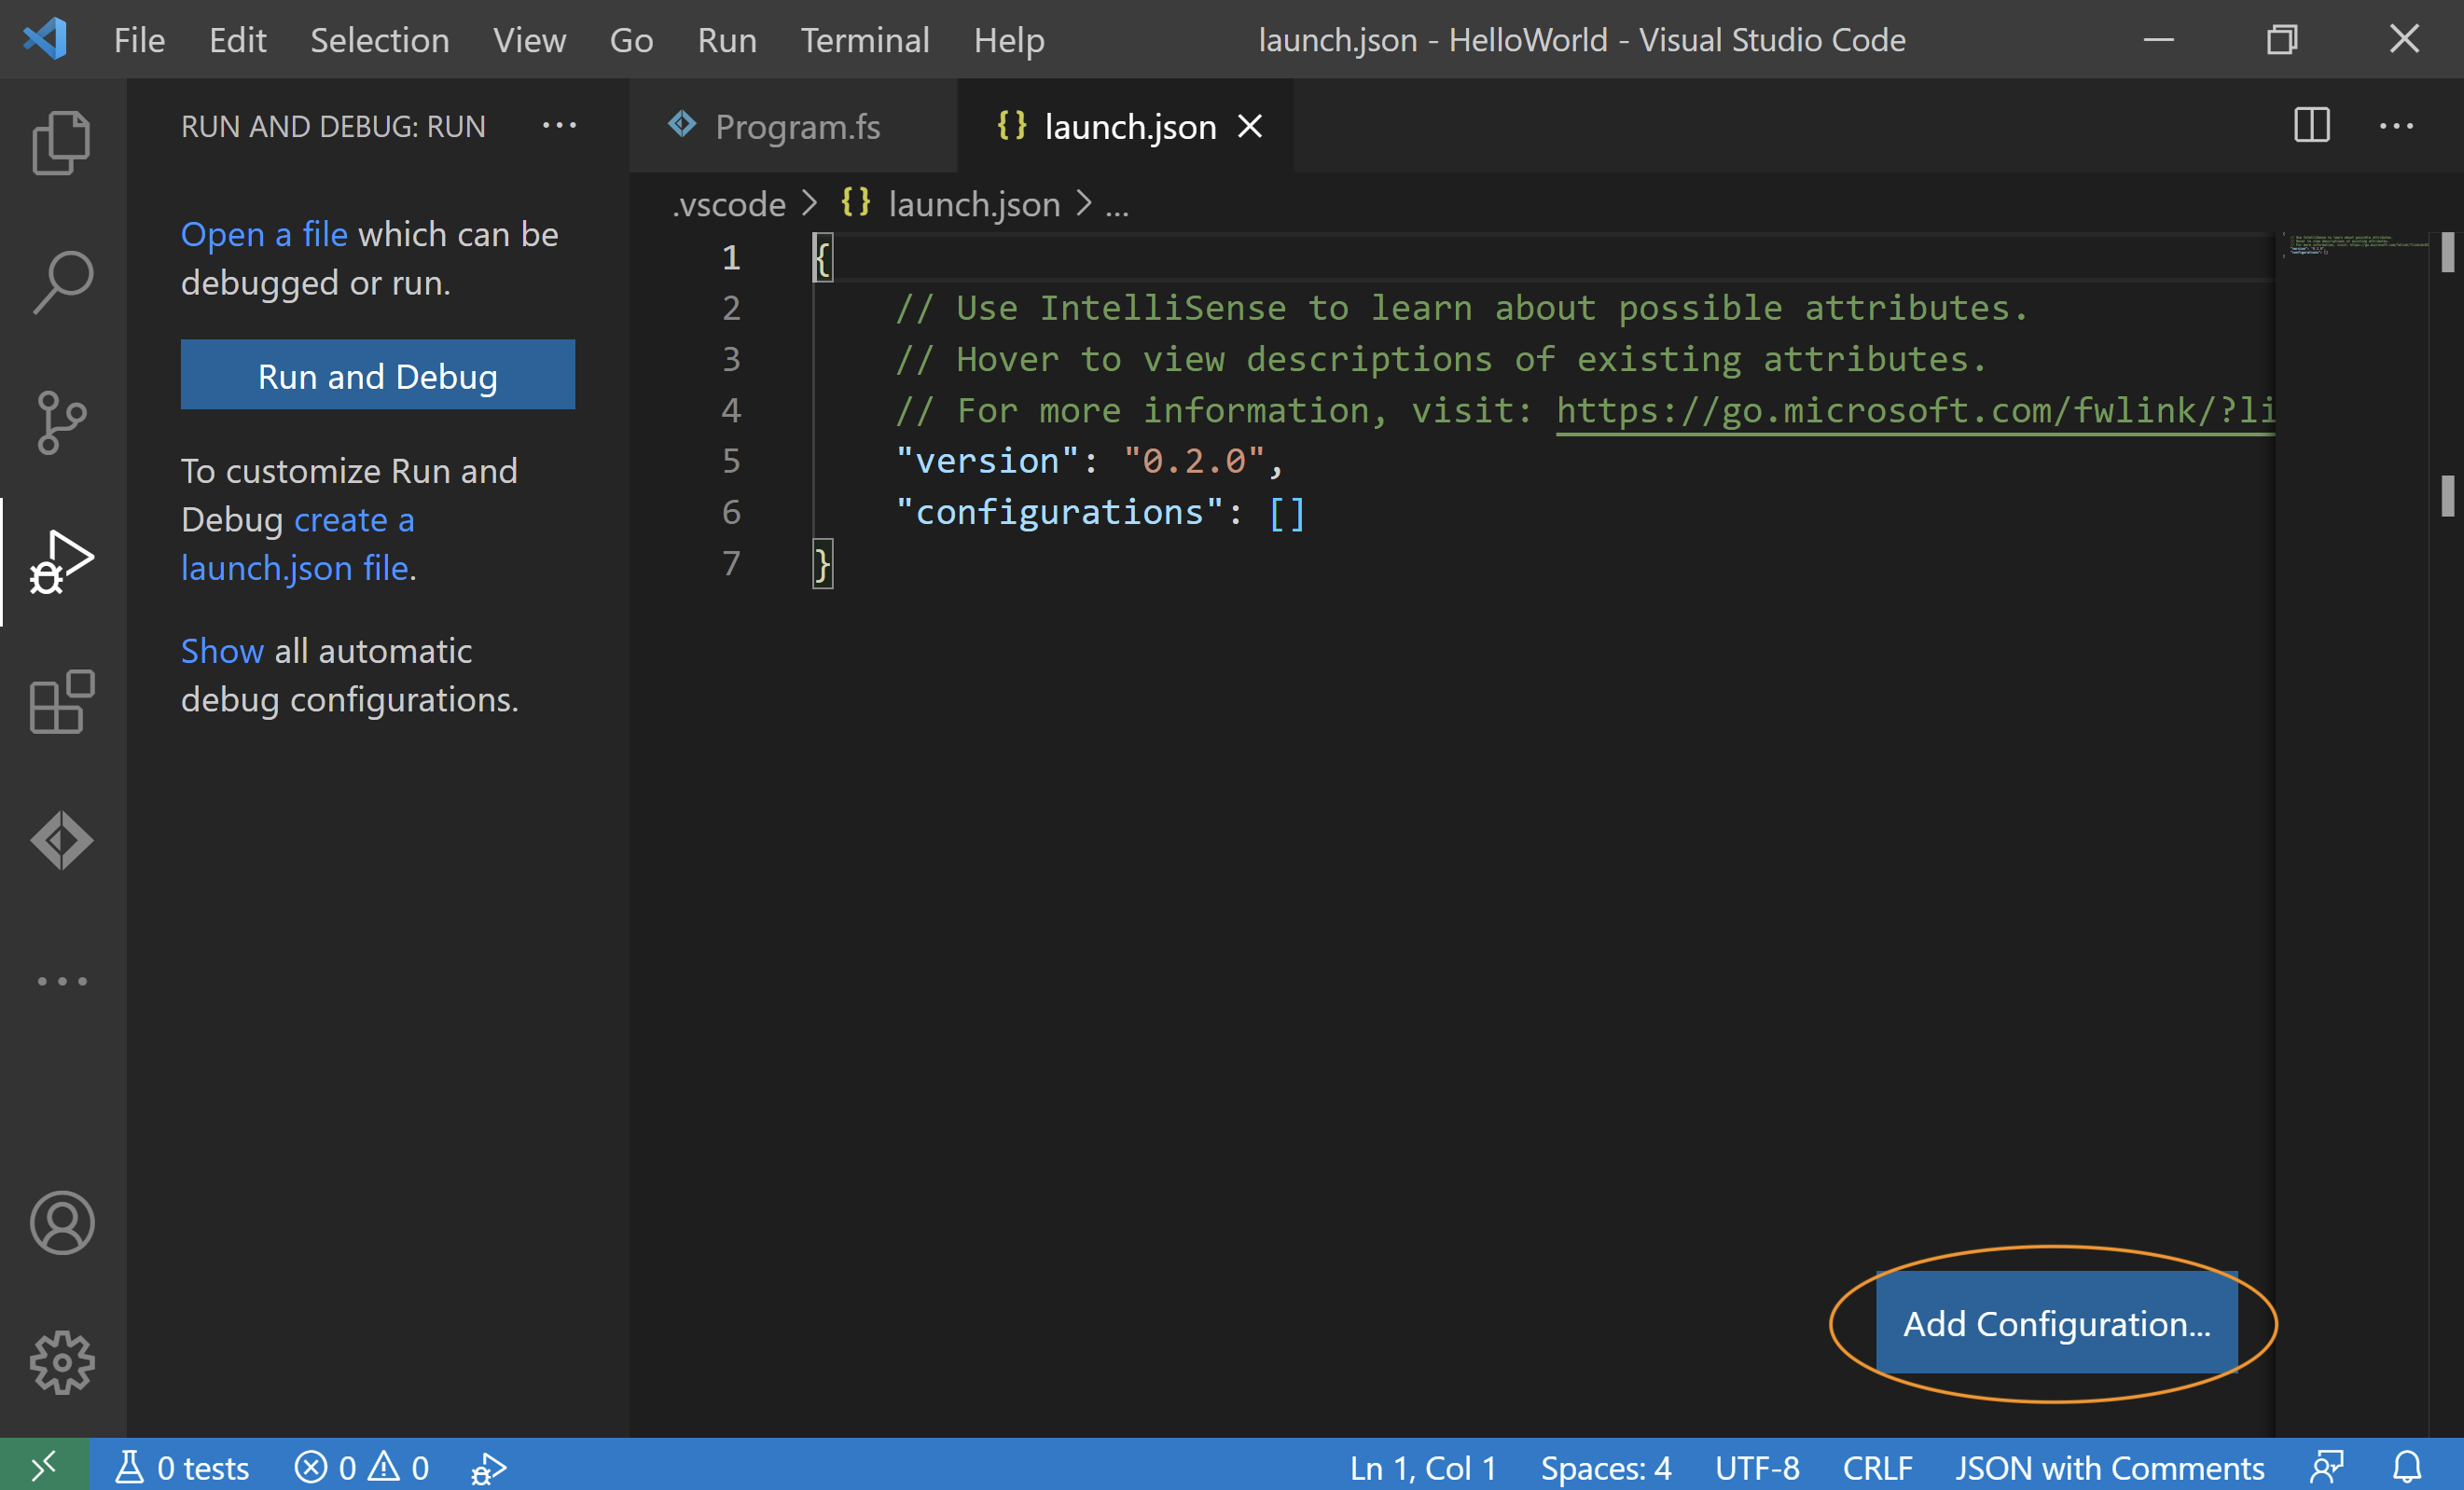 File Edit Selection View Go Run Terminal Help
launch.json - HelloWorld - Visual Studio Code
RUN AND DEBUG: RUN
Open a file which can be
debugged or run.
Run and Debug
To customize Run and
Debug create a
launch.json file.
Show all automatic
debug configurations.
Program.fs
launch.json
.vscode > {} launch.json > ...
1 {
2 // Use IntelliSense to learn about possible attributes.
3 // Hover to view descriptions of existing attributes.
4 // For more information, visit: https://go.microsoft.com/fwlink/?li
5 "version": "0.2.0",
6 "configurations": []
7 }
Add Configuration...
0 tests 0 0
Ln 1, Col 1 Spaces: 4 UTF-8 CRLF JSON with Comments